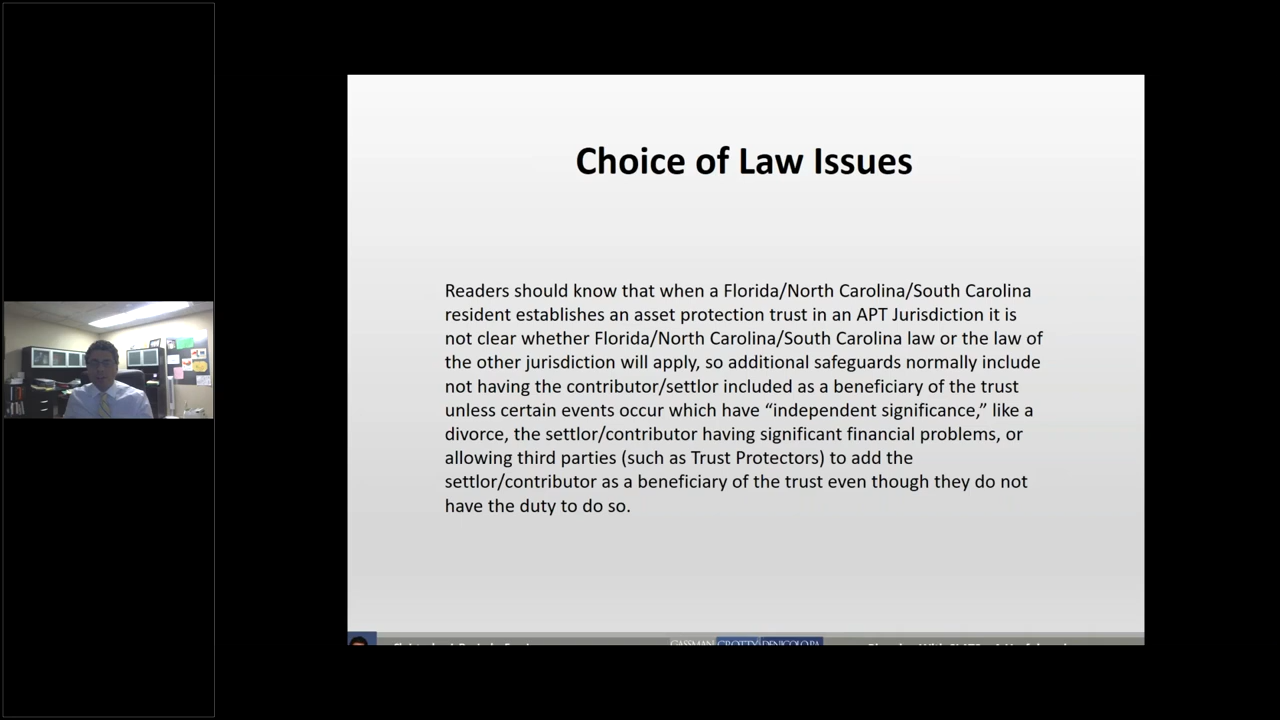 Choice of Law Issues
Readers should know that when a Florida/North Carolina/South Carolina
resident establishes an asset protection trust in an APT Jurisdiction it is
not clear whether Florida/North Carolina/South Carolina law or the law of
the other jurisdiction will apply, so additional safeguards normally include
not having the contributor/settlor included as a beneficiary of the trust
unless certain events occur which have “independent significance,” like a
divorce, the settlor/contributor having significant financial problems, or
allowing third parties (such as Trust Protectors) to add the
settlor/contributor as a beneficiary of the trust even though they do not
have the duty to do so.
GASSMAN CROTTY DENICOLO, P.A.